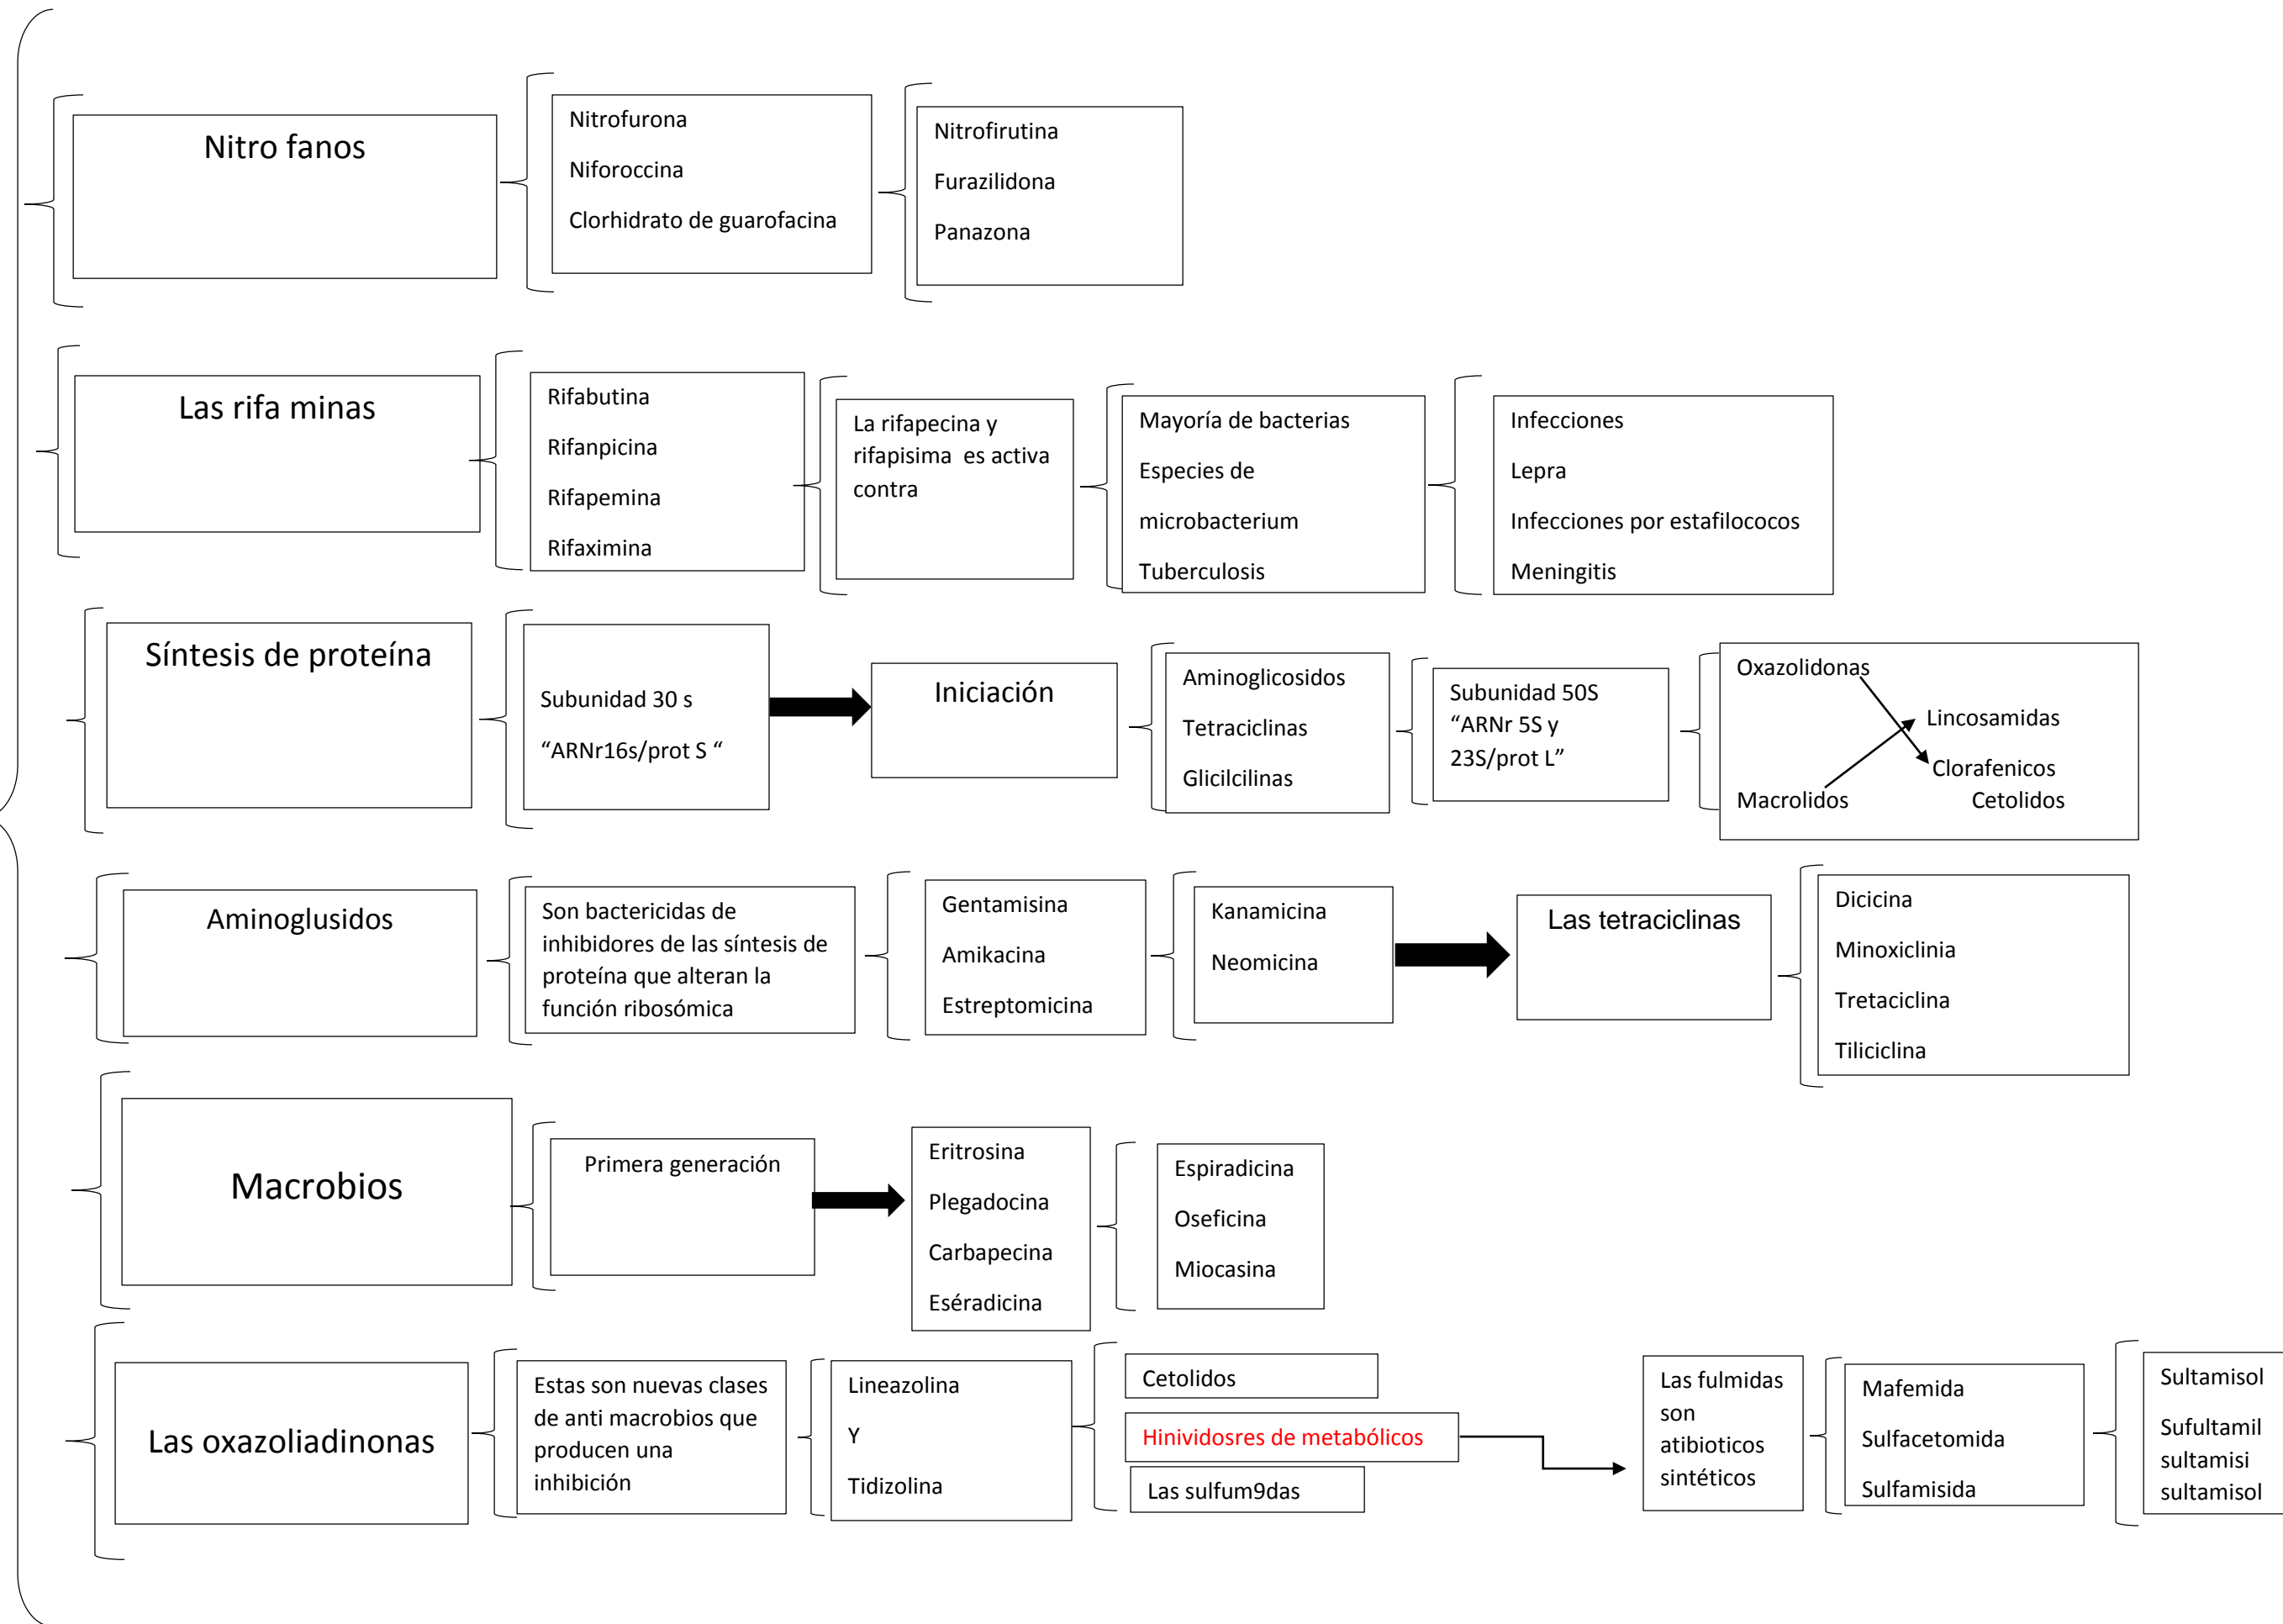 Nitro fanos
Nitrofurona
Niforoccina
Clorhidrato de guarofacina
Nitrofirutina
Furazilidona
Panazona
Las rifa minas
Rifabutina
Rifanpicina
Rifapemina
Rifaximina
La rifapecina y
rifapisima es activa
contra
Mayoría de bacterias
Especies de
microbacterium
Tuberculosis
Infecciones
Lepra
Infecciones por estafilococos
Meningitis
Síntesis de proteína
Subunidad 30 s
“ARNr16s/prot S “
Iniciación
Aminoglicosidos
Tetraciclinas
Glicilcilinas
Subunidad 50S
“ARNr 5S y
23S/prot L”
Oxazolidonas
Lincosamidas
Clorafenicos
Macrolidos Cetolidos
Aminoglusidos
Son bactericidas de
inhibidores de las síntesis de
proteína que alteran la
función ribosómica
Gentamisina
Amikacina
Estreptomicina
Kanamicina
Neomicina
Las tetraciclinas
Dicicina
Minoxiclinia
Tretaciclina
Tiliciclina
Macrobios
Primera generación
Eritrosina
Plegadocina
Carbapecina
Eséradicina
Espiradicina
Oseficina
Miocasina
Las oxazoliadinonas
Estas son nuevas clases
de anti macrobios que
producen una
inhibición
Lineazolina
Y
Tidizolina
Cetolidos
Hinividosres de metabólicos
Las sulfum9das
Las fulmidas
son
atibioticos
sintéticos
Mafemida
Sulfacetomida
Sulfamisida
Sultamisol
Sufultamil
sultamisi
sultamisol